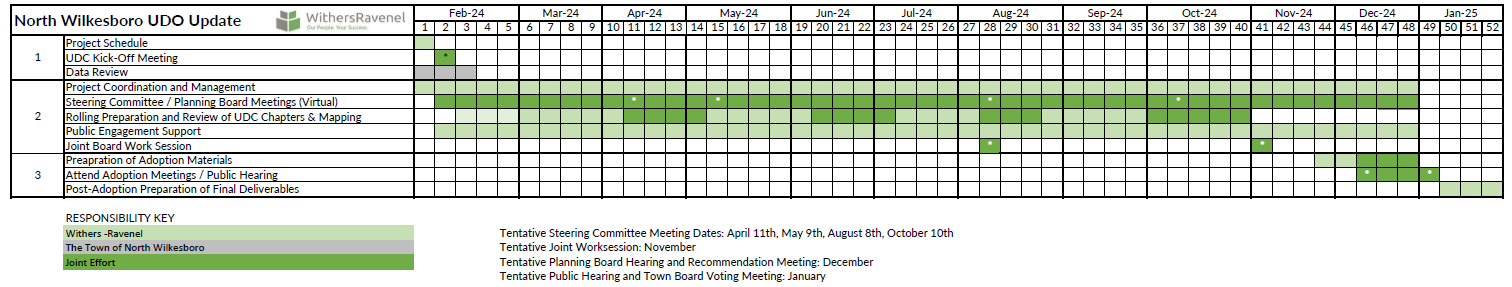 North Wilkesboro UDO Update
WithersRavenel
Our People. Your Success.
Feb-24 Mar-24 Apr-24 May-24 Jun-24 Jul-24 Aug-24 Sep-24 Oct-24 Nov-24 Dec-24 Jan-25
1 2 3 4 5 6 7 8 9 10 11 12 13 14 15 16 17 18 19 20 21 22 23 23 24 25 26 27 28 29 30 31 32 33 34 35 36 37 38 39 40 41 42 43 44 45 46 47 48 49 50 51 52
Project Schedule
1 UDC Kick-Off Meeting *
Data Review
Project Coordination and Management
Steering Committee / Planning Board Meetings (Virtual) * * * *
2 Rolling Preparation and Review of UDC Chapters & Mapping
Public Engagement Support
Joint Board Work Session * *
Preapration of Adoption Materials
3 Attend Adoption Meetings / Public Hearing * *
Post-Adoption Preparation of Final Deliverables
RESPONSIBILITY KEY
Withers -Ravenel
The Town of North Wilkesboro
Joint Effort
Tentative Steering Committee Meeting Dates: April 11th, May 9th, August 8th, October 10th
Tentative Joint Worksession: November
Tentative Planning Board Hearing and Recommendation Meeting: December
Tentative Public Hearing and Town Board Voting Meeting: January